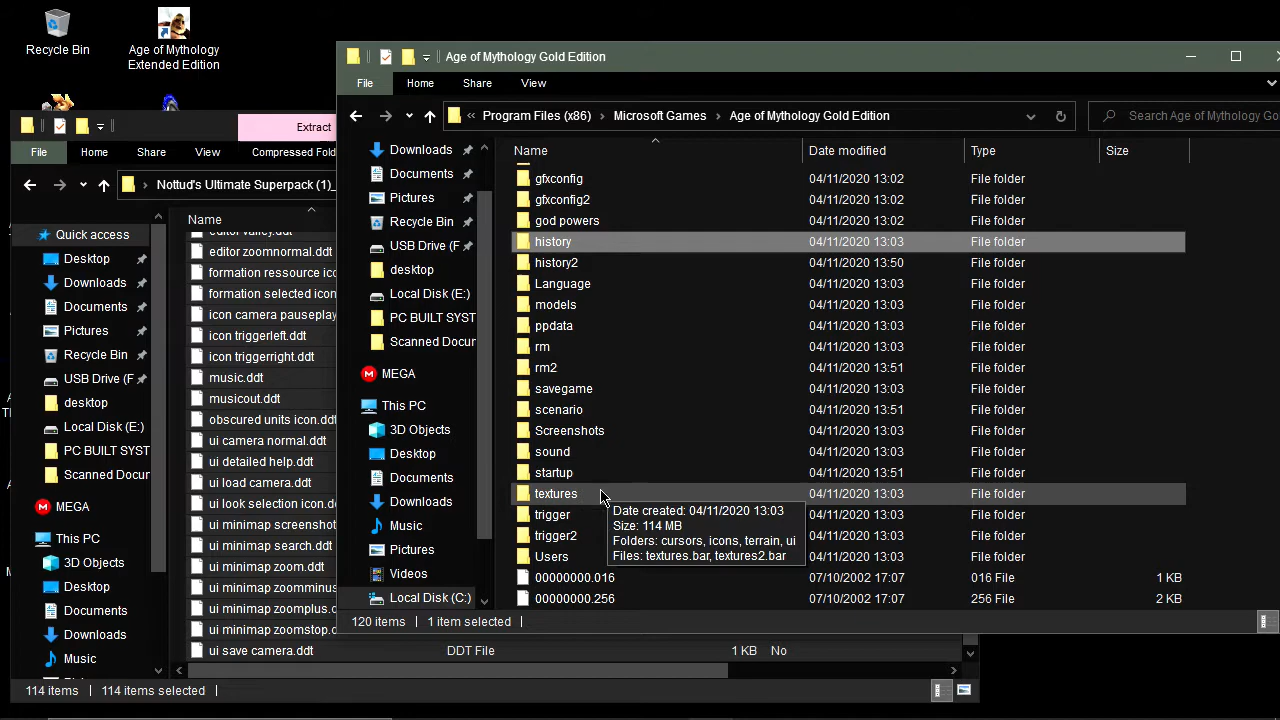 Recycle Bin
Age of Mythology
Extended Edition
Age of Mythology Gold Edition
File
Home
Share
View
Program Files (x86)
Microsoft Games
Age of Mythology Gold Edition
Search Age of Mythology Go
Downloads
Documents
Pictures
Recycle Bin
USB Drive (F
desktop
Local Disk (E:)
PC BUILT SYST
Scanned Docur
MEGA
This PC
3D Objects
Desktop
Documents
Downloads
Music
Pictures
Videos
Local Disk (C:)
Name
Date modified
Type
Size
gfxconfig 04/11/2020 13:02 File folder
gfxconfig2 04/11/2020 13:02 File folder
god powers 04/11/2020 13:02 File folder
history 04/11/2020 13:03 File folder
history2 04/11/2020 13:50 File folder
Language 04/11/2020 13:03 File folder
models 04/11/2020 13:03 File folder
ppdata 04/11/2020 13:03 File folder
rm 04/11/2020 13:03 File folder
rm2 04/11/2020 13:51 File folder
savegame 04/11/2020 13:03 File folder
scenario 04/11/2020 13:51 File folder
Screenshots 04/11/2020 13:03 File folder
sound 04/11/2020 13:03 File folder
startup 04/11/2020 13:51 File folder
textures 04/11/2020 13:03 File folder
trigger 04/11/2020 13:03 File folder
trigger2 04/11/2020 13:03 File folder
Users 04/11/2020 13:03 File folder
00000000.016 07/10/2002 17:07 016 File 1 KB
00000000.256 07/10/2002 17:07 256 File 2 KB
Date created: 04/11/2020 13:03
Size: 114 MB
Folders: cursors, icons, terrain, ui
Files: textures.bar, textures2.bar
120 items
1 item selected
Extract
File
Home
Share
View
Compressed Fold
Nottud's Ultimate Superpack (1)_
Quick access
Desktop
Downloads
Documents
Pictures
Recycle Bin
USB Drive (F
desktop
Local Disk (E:)
PC BUILT SYST
Scanned Docur
MEGA
This PC
3D Objects
Desktop
Documents
Downloads
Music
Name
editor valley.ddt
editor zoomnormal.ddt
formation ressource ico
formation selected icon
icon camera pauseplay
icon triggerleft.ddt
icon triggerright.ddt
music.ddt
musicout.ddt
obscured units icon.ddt
ui camera normal.ddt
ui detailed help.ddt
ui load camera.ddt
ui look selection icon.d
ui minimap screenshot
ui minimap search.ddt
ui minimap zoom.ddt
ui minimap zoomminus
ui minimap zoomplus.c
ui minimap zoomstop.c
ui save camera.ddt DDT File 1 KB No
114 items
114 items selected